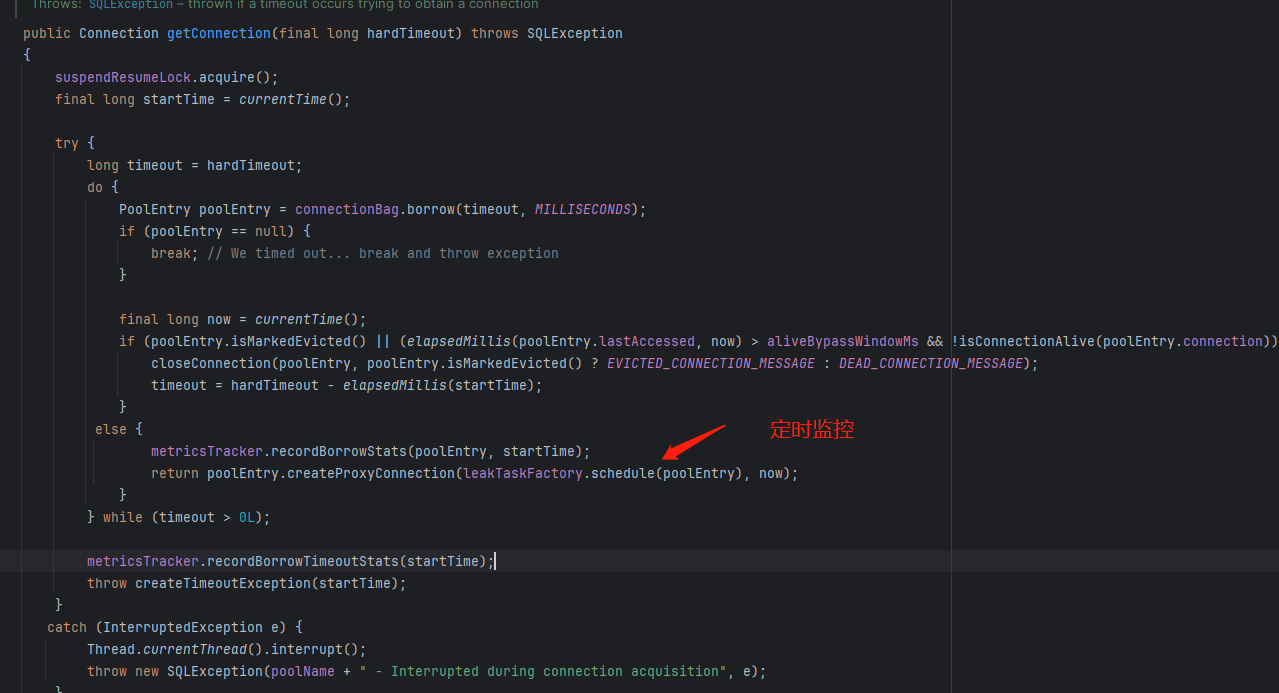 Throws: SQLException – thrown if a timeout occurs trying to obtain a connection
public Connection getConnection(final long hardTimeout) throws SQLException
{
suspendResumeLock.acquire();
final long startTime = currentTime();
try {
long timeout = hardTimeout;
do {
PoolEntry poolEntry = connectionBag.borrow(timeout, MILLISECONDS);
if (poolEntry == null) {
break; // We timed out... break and throw exception
}
final long now = currentTime();
if (poolEntry.isMarkedEvicted() || (elapsedMillis(poolEntry.lastAccessed, now) > aliveBypassWindowMs && !isConnectionAlive(poolEntry.connection))
closeConnection(poolEntry, poolEntry.isMarkedEvicted() ? EVICTED_CONNECTION_MESSAGE : DEAD_CONNECTION_MESSAGE);
timeout = hardTimeout - elapsedMillis(startTime);
}
else {
定时监控
metricsTracker.recordBorrowStats(poolEntry, startTime);
return poolEntry.createProxyConnection(leakTaskFactory.schedule(poolEntry), now);
}
} while (timeout > 0L);
metricsTracker.recordBorrowTimeoutStats(startTime);
throw createTimeoutException(startTime);
}
catch (InterruptedException e) {
Thread.currentThread().interrupt();
throw new SQLException(poolName + " - Interrupted during connection acquisition", e);
}